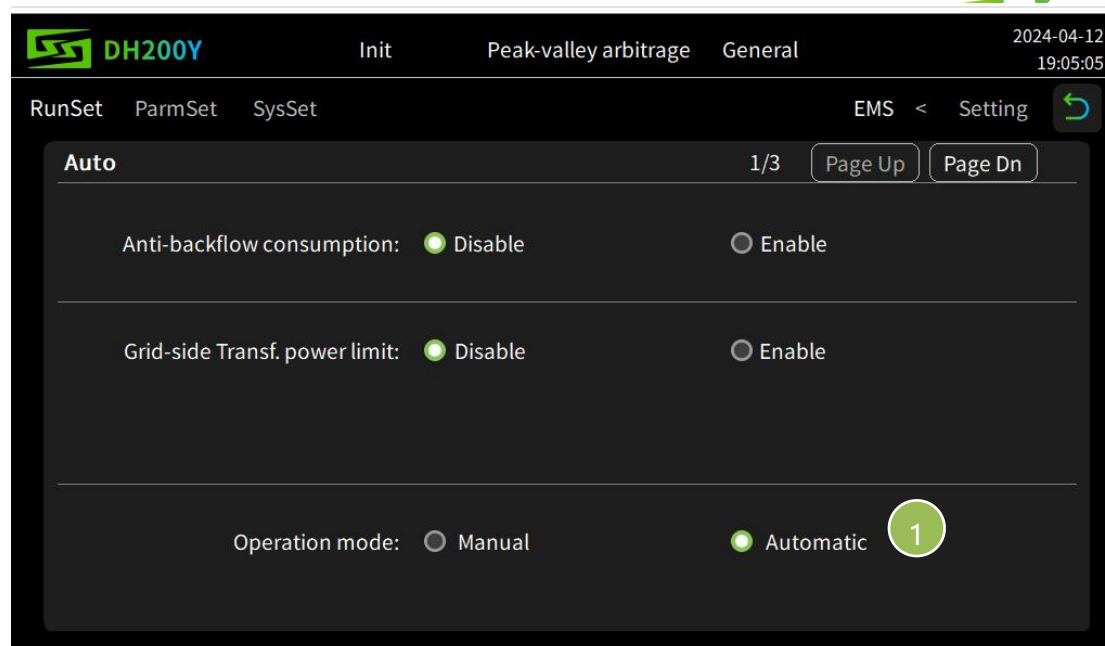 DH200Y Init Peak-valley arbitrage General 2024-04-12
19:05:05
RunSet ParmSet SysSet EMS < Setting
Auto 1/3 Page Up Page Dn
Anti-backflow consumption: Disable Enable
Grid-side Transf. power limit: Disable Enable
Operation mode: Manual Automatic 1